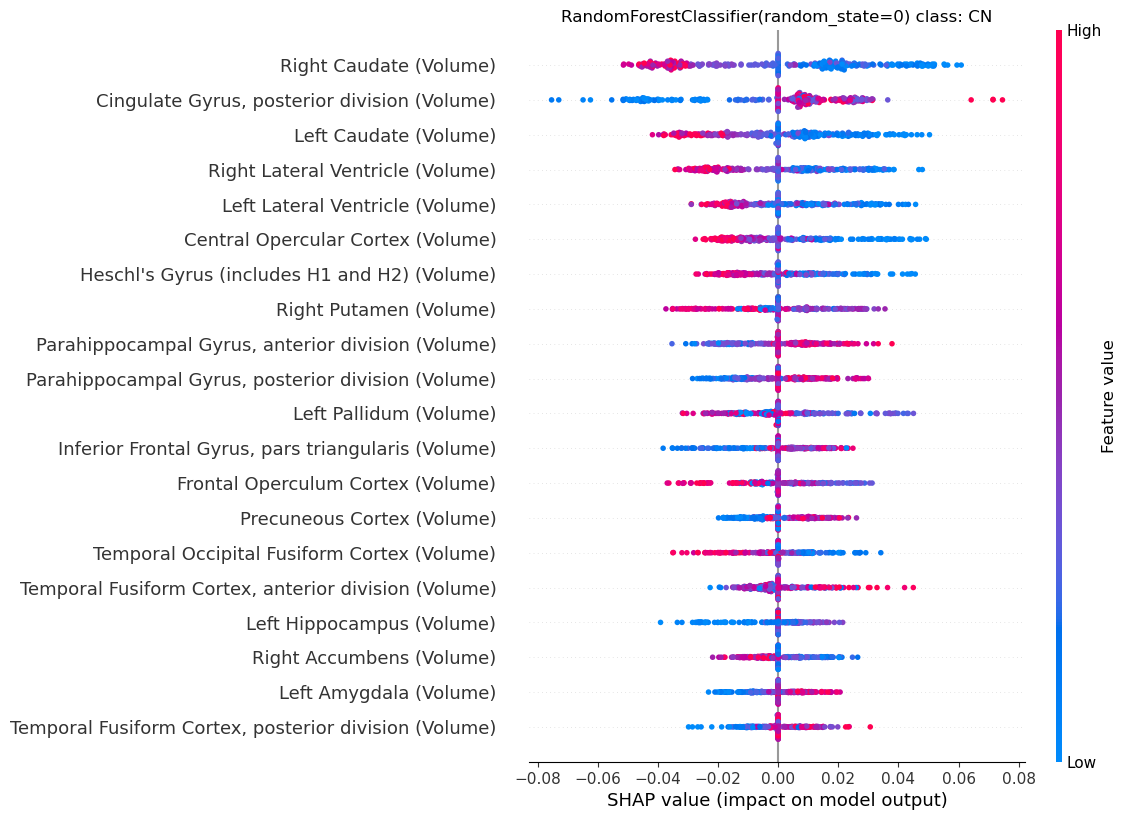 RandomForestClassifier(random_state=0) class: CN
High
Right Caudate (Volume)
Cingulate Gyrus, posterior division (Volume)
Left Caudate (Volume)
Right Lateral Ventricle (Volume)
Left Lateral Ventricle (Volume)
Central Opercular Cortex (Volume)
Heschl's Gyrus (includes H1 and H2) (Volume)
Right Putamen (Volume)
Parahippocampal Gyrus, anterior division (Volume)
Parahippocampal Gyrus, posterior division (Volume)
Left Pallidum (Volume)
Inferior Frontal Gyrus, pars triangularis (Volume)
Frontal Operculum Cortex (Volume)
Precuneous Cortex (Volume)
Temporal Occipital Fusiform Cortex (Volume)
Temporal Fusiform Cortex, anterior division (Volume)
Left Hippocampus (Volume)
Right Accumbens (Volume)
Left Amygdala (Volume)
Temporal Fusiform Cortex, posterior division (Volume)
Feature value
Low
−0.08 −0.06 −0.04 −0.02 0.00 0.02 0.04 0.06 0.08
SHAP value (impact on model output)